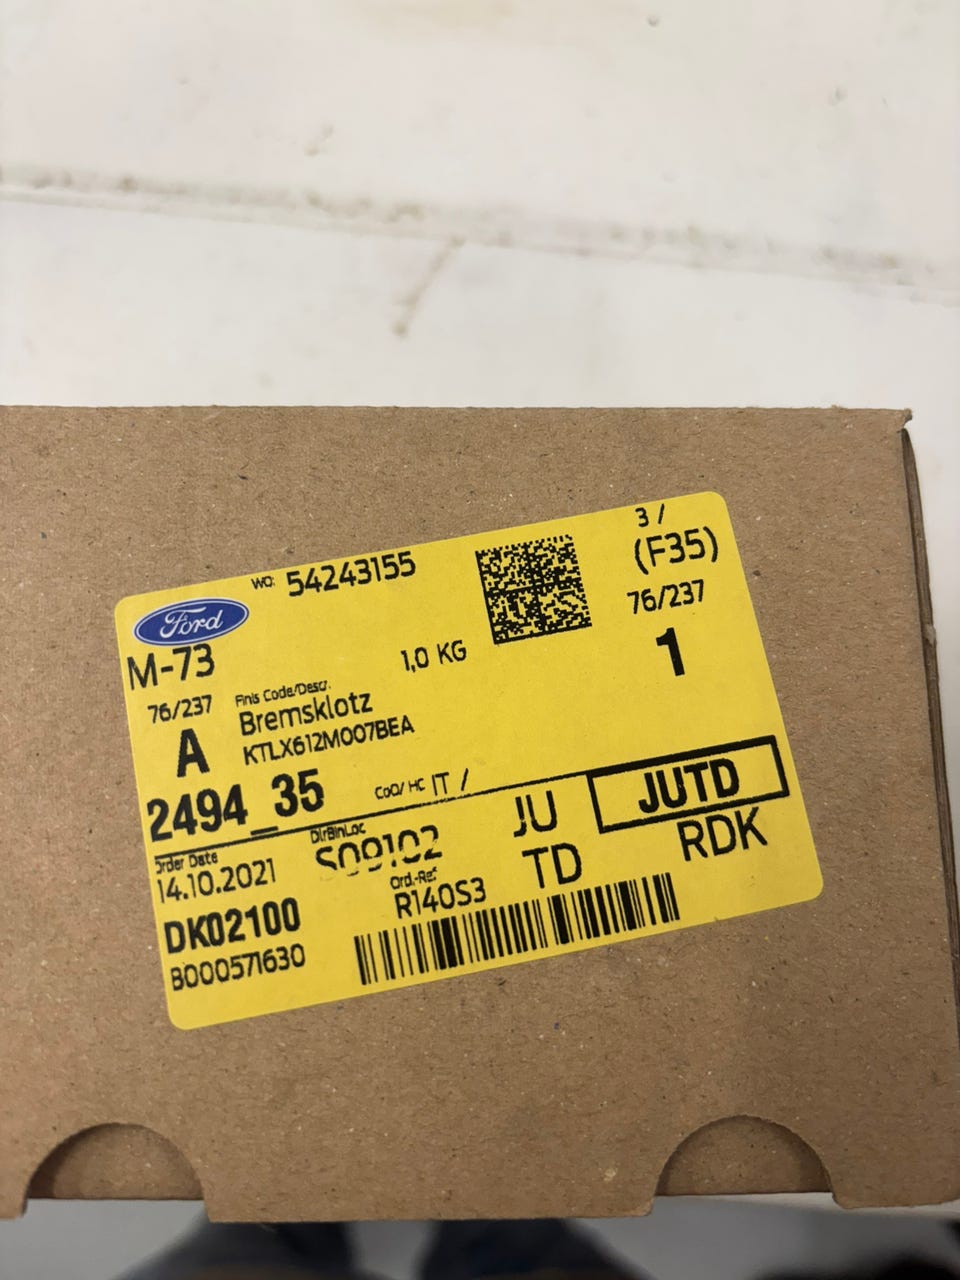 WO: 54243155
3 /
(F35)
Ford
M-73
1,0 KG
76/237
1
76/237
Finis Code/Descr.
Bremsklotz
A
KTLX612M007BEA
2494_35
CoO/ HC IT /
JU
JUTD
Order Date
DlrBinLoc
14.10.2021
S09102
TD
RDK
Ord.-Ref
R140S3
DK02100
B000571630